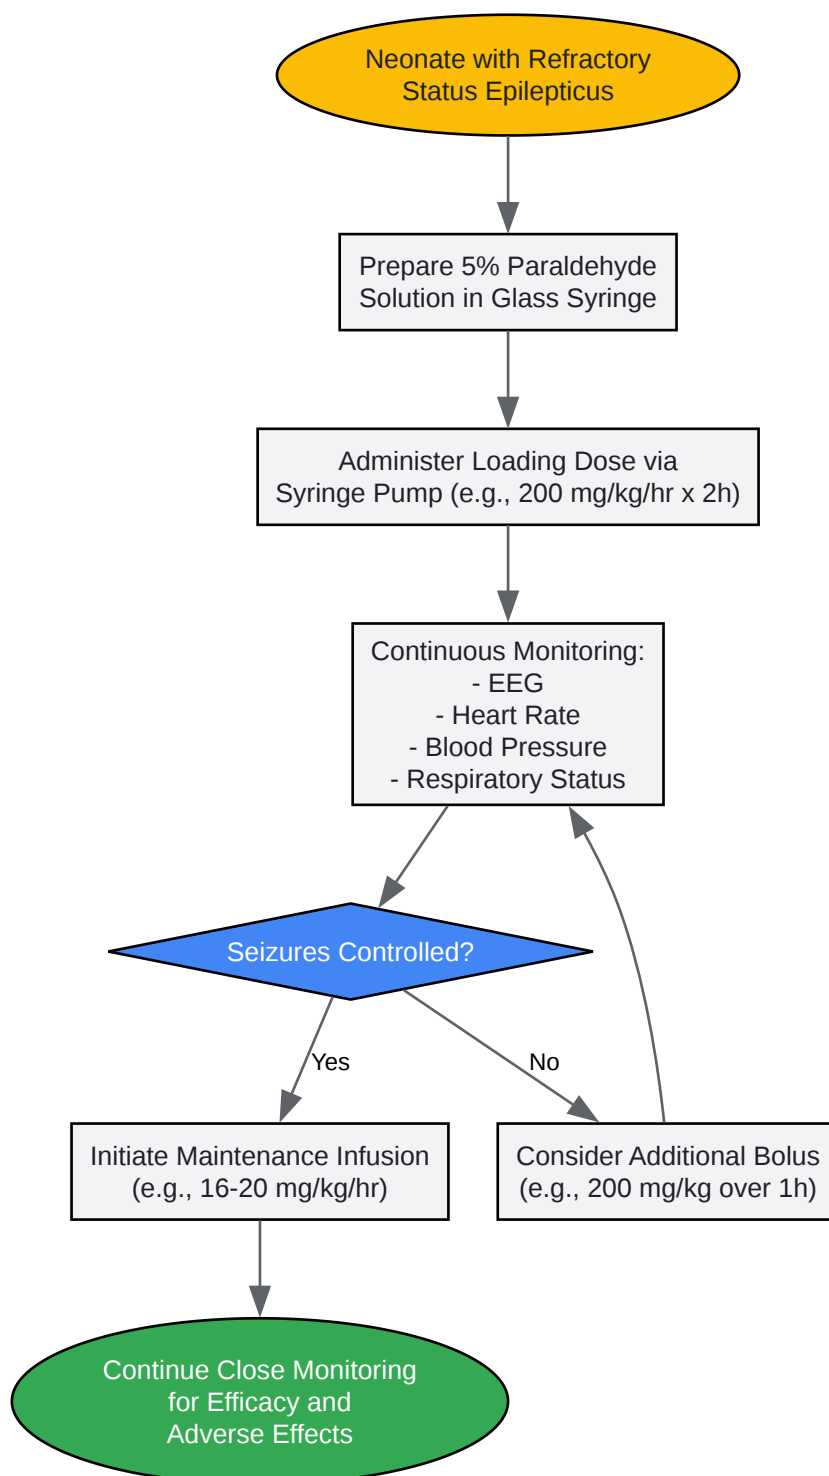 Neonate with Refractory
Status Epilepticus
Prepare 5% Paraldehyde
Solution in Glass Syringe
Administer Loading Dose via
Syringe Pump (e.g., 200 mg/kg/hr x 2h)
Continuous Monitoring:
- EEG
- Heart Rate
- Blood Pressure
- Respiratory Status
Seizures Controlled?
Yes
No
Initiate Maintenance Infusion
(e.g., 16-20 mg/kg/hr)
Consider Additional Bolus
(e.g., 200 mg/kg over 1h)
Continue Close Monitoring
for Efficacy and
Adverse Effects